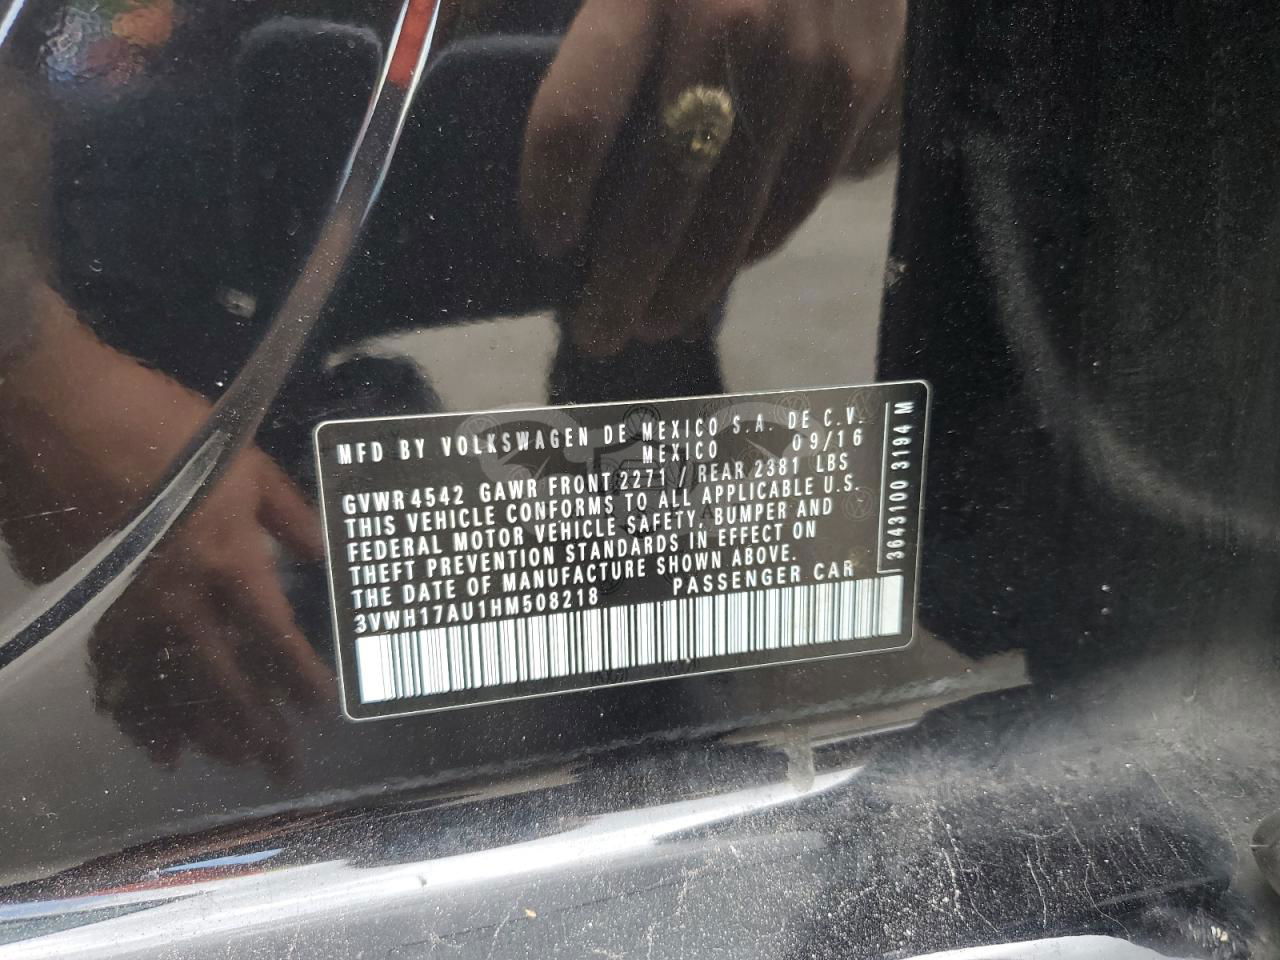 MFD BY VOLKSWAGEN DE MEXICO S.A. DE C.V.
MEXICO 09/16
GVWR 4542 GAWR FRONT 2271 / REAR 2381 LBS
THIS VEHICLE CONFORMS TO ALL APPLICABLE U.S.
FEDERAL MOTOR VEHICLE SAFETY, BUMPER AND
THEFT PREVENTION STANDARDS IN EFFECT ON
THE DATE OF MANUFACTURE SHOWN ABOVE.
3VWH17AU1HM508218 PASSENGER CAR
3643100 3194 M